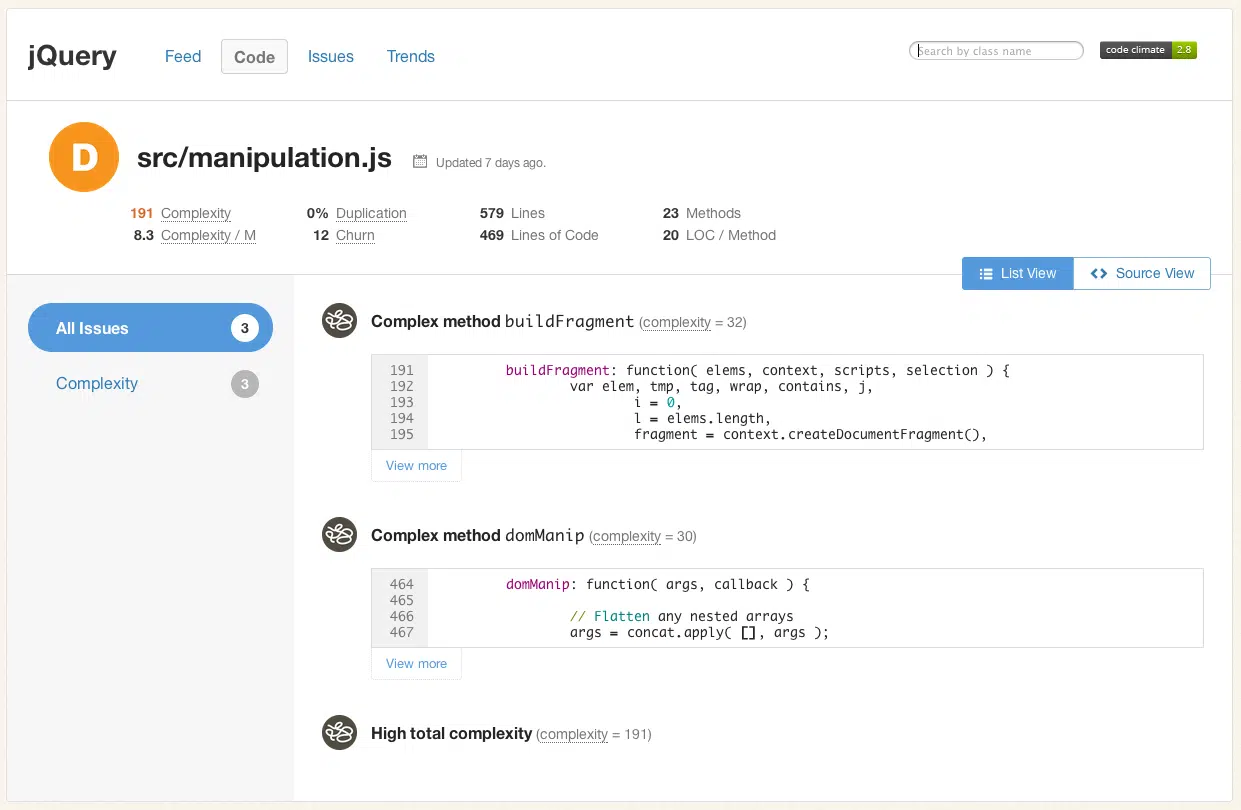 jQuery Feed Code Issues Trends Search by class name code climate 2.8
D src/manipulation.js Updated 7 days ago.
191 Complexity 0% Duplication 579 Lines 23 Methods
8.3 Complexity / M 12 Churn 469 Lines of Code 20 LOC / Method
List View Source View
All Issues 3
Complexity 3
Complex method buildFragment (complexity = 32)
191 buildFragment: function( elems, context, scripts, selection ) {
192 var elem, tmp, tag, wrap, contains, j,
193 i = 0,
194 l = elems.length,
195 fragment = context.createDocumentFragment(),
View more
Complex method domManip (complexity = 30)
464 domManip: function( args, callback ) {
465
466 // Flatten any nested arrays
467 args = concat.apply( [], args );
View more
High total complexity (complexity = 191)